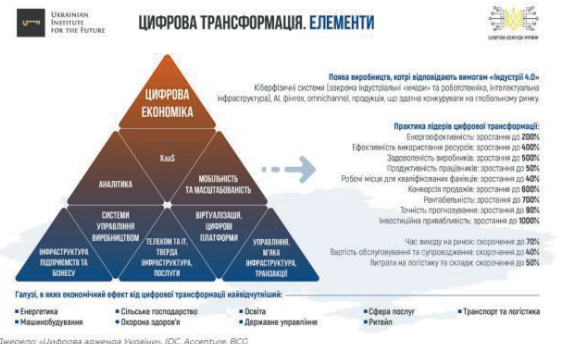 UKRAINIAN
INSTITUTE
FOR THE FUTURE
ЦИФРОВА ТРАНСФОРМАЦІЯ. ЕЛЕМЕНТИ
ЦИФРОВА АДЖЕНДА УКРАЇНИ
Поява виробництв, котрі відповідають вимогам «Індустрії 4.0»
Кіберфізичні системи (зокрема індустріальні «хмари» та робототехніка, інтелектуальна
інфраструктура), AI, фінтех, omnichannel, продукція, що здатна конкурувати на глобальному ринку.
ЦИФРОВА
ЕКОНОМІКА
XaaS
АНАЛІТИКА
МОБІЛЬНІСТЬ
ТА МАСШТАБОВАНІСТЬ
СИСТЕМИ
УПРАВЛІННЯ
ВИРОБНИЦТВОМ
ВІРТУАЛІЗАЦІЯ,
ЦИФРОВІ
ПЛАТФОРМИ
ІНФРАСТРУКТУРА
ПІДПРИЄМСТВ ТА
БІЗНЕСУ
ТЕЛЕКОМ ТА ІТ,
ТВЕРДА
ІНФРАСТРУКТУРА,
ПОСЛУГИ
УПРАВЛІННЯ,
М'ЯКА
ІНФРАСТРУКТУРА,
ТРАНЗАКЦІЇ
Практика лідерів цифрової трансформації:
Енергоефективність: зростання до 200%
Ефективність використання ресурсів: зростання до 400%
Задоволеність виробників: зростання до 500%
Продуктивність працівників: зростання до 50%
Робочі місця для кваліфікованих фахівців: зростання до 40%
Конверсія продажів: зростання до 600%
Рентабельність: зростання до 700%
Точність прогнозування: зростання до 90%
Інвестиційна привабливість: зростання до 1000%
Час виходу на ринок: скорочення до 70%
Вартість обслуговування та супроводження: скорочення до 40%
Витрати на логістику та склади: скорочення до 50%
Галузі, в яких економічний ефект від цифрової трансформації найвідчутніший:
▪ Енергетика
▪ Машинобудування
▪ Сільське господарство
▪ Охорона здоров'я
▪ Освіта
▪ Державне управління
▪ Сфера послуг
▪ Ритейл
▪ Транспорт та логістика
Джерело: «Цифрова адженда України», IDC, Accenture, BCG